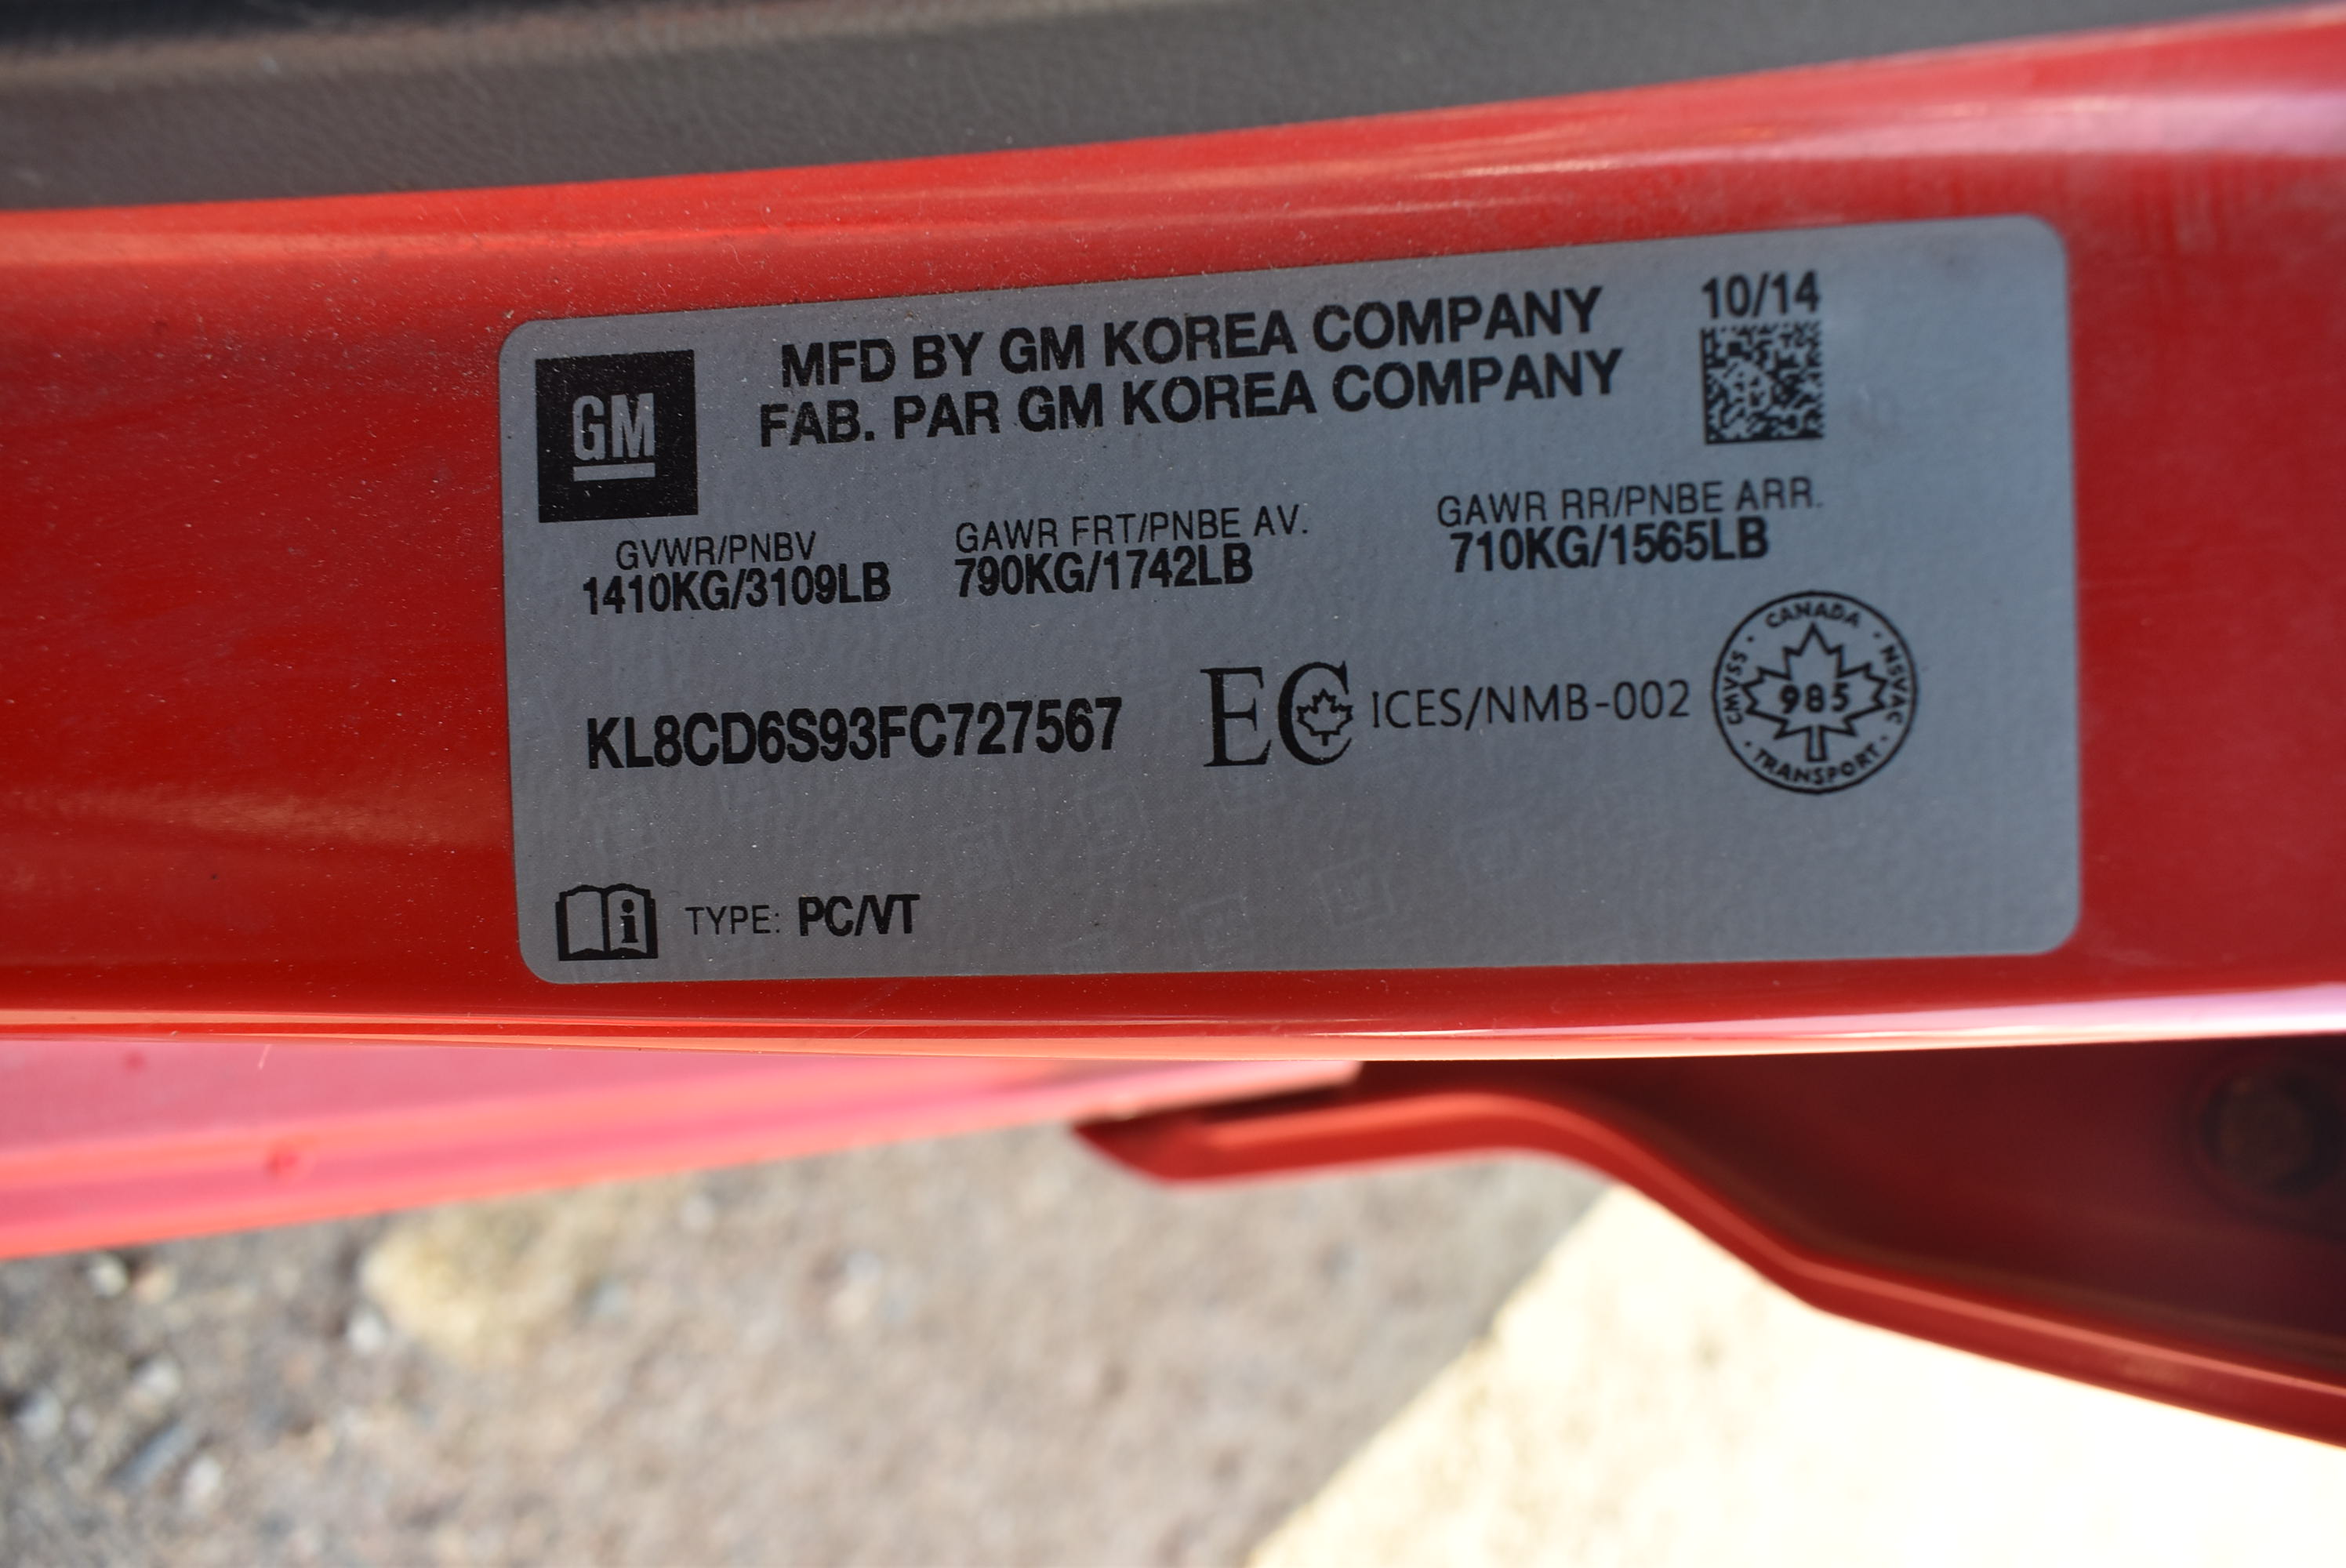 GM
MFD BY GM KOREA COMPANY
FAB. PAR GM KOREA COMPANY
10/14
GVWR/PNBV
1410KG/3109LB
GAWR FRT/PNBE AV.
790KG/1742LB
GAWR RR/PNBE ARR.
710KG/1565LB
KL8CD6S93FC727567
EC
ICES/NMB-002
CANADA
CMVSS
985
NSVAC
TRANSPORT
TYPE: PC/VT